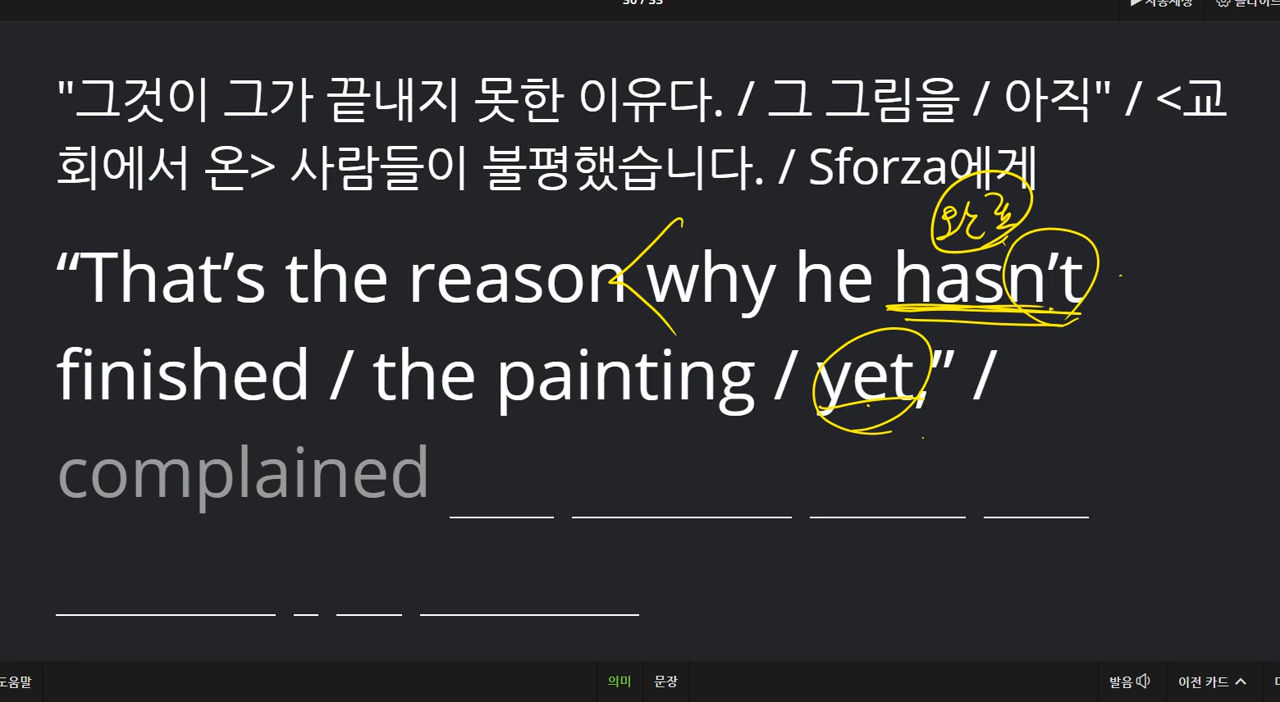 "그것이 그가 끝내지 못한 이유다. / 그 그림을 / 아직" / <교
회에서 온> 사람들이 불평했습니다. / Sforza에게
완료
“That’s the reason why he hasn’t
finished / the painting / yet,” /
complained
도움말
의미
문장
발음
이전 카드